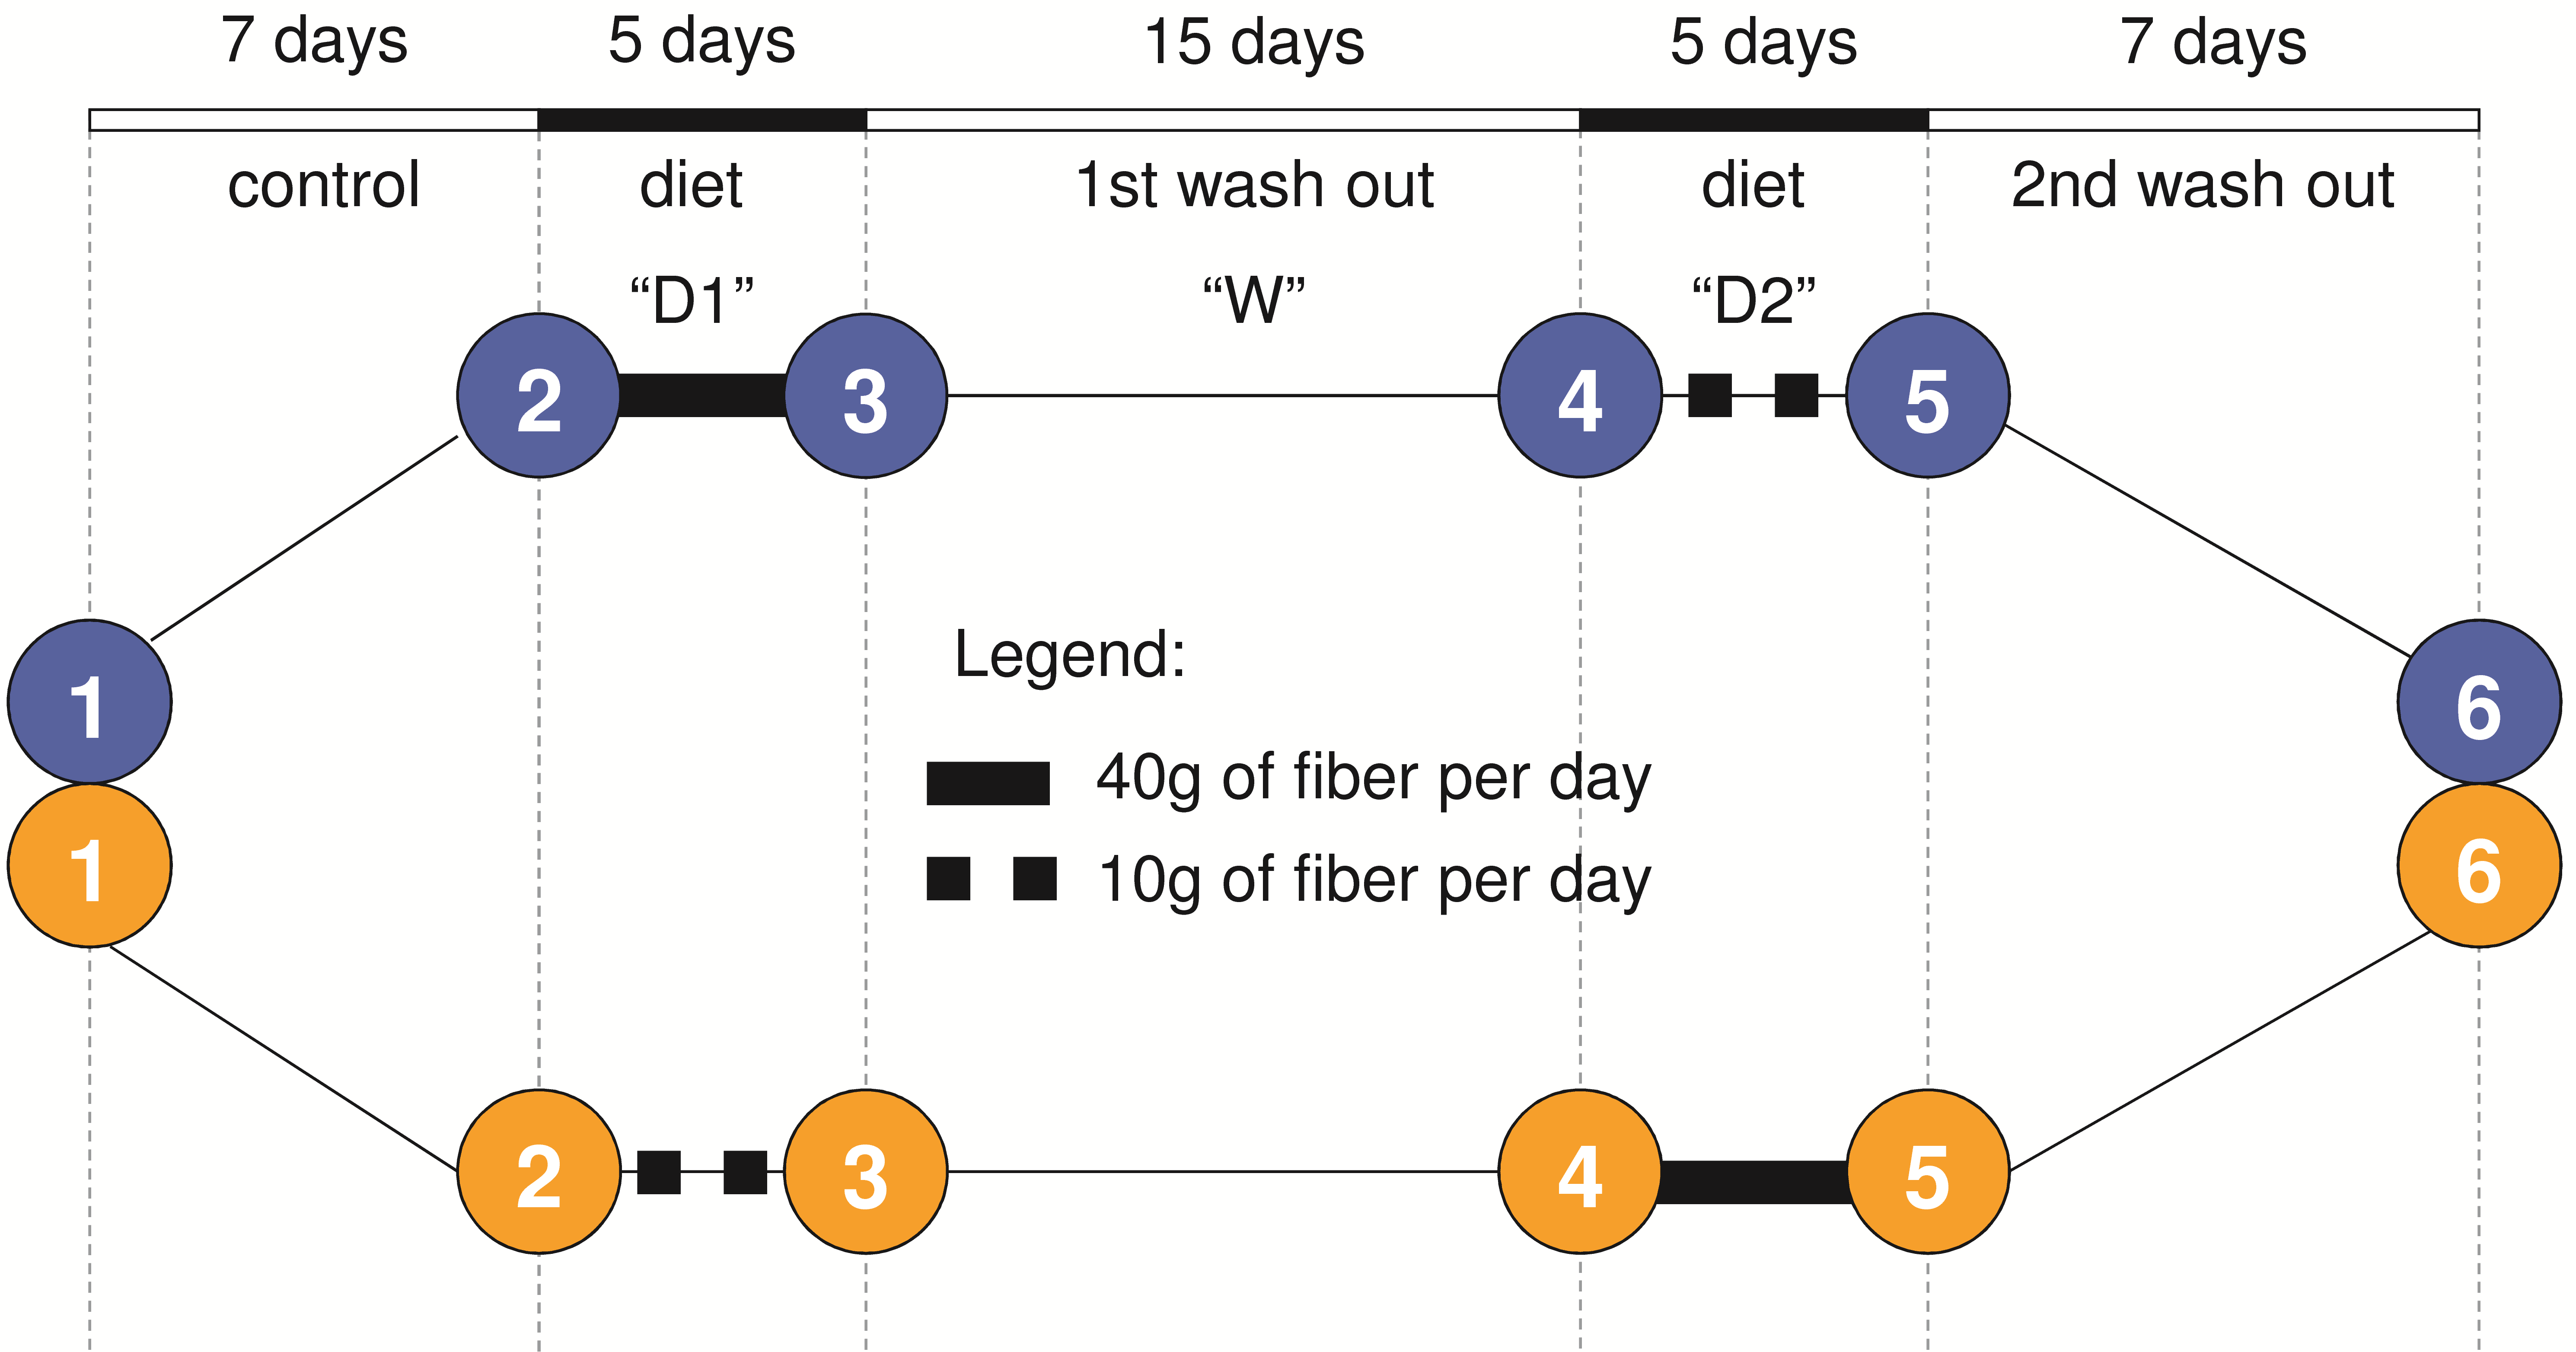 7 days 5 days 15 days 5 days 7 days
control diet 1st wash out diet 2nd wash out
“D1” “W” “D2”
2 3 4 5
1 6
1 6
2 3 4 5
Legend:
40g of fiber per day
10g of fiber per day